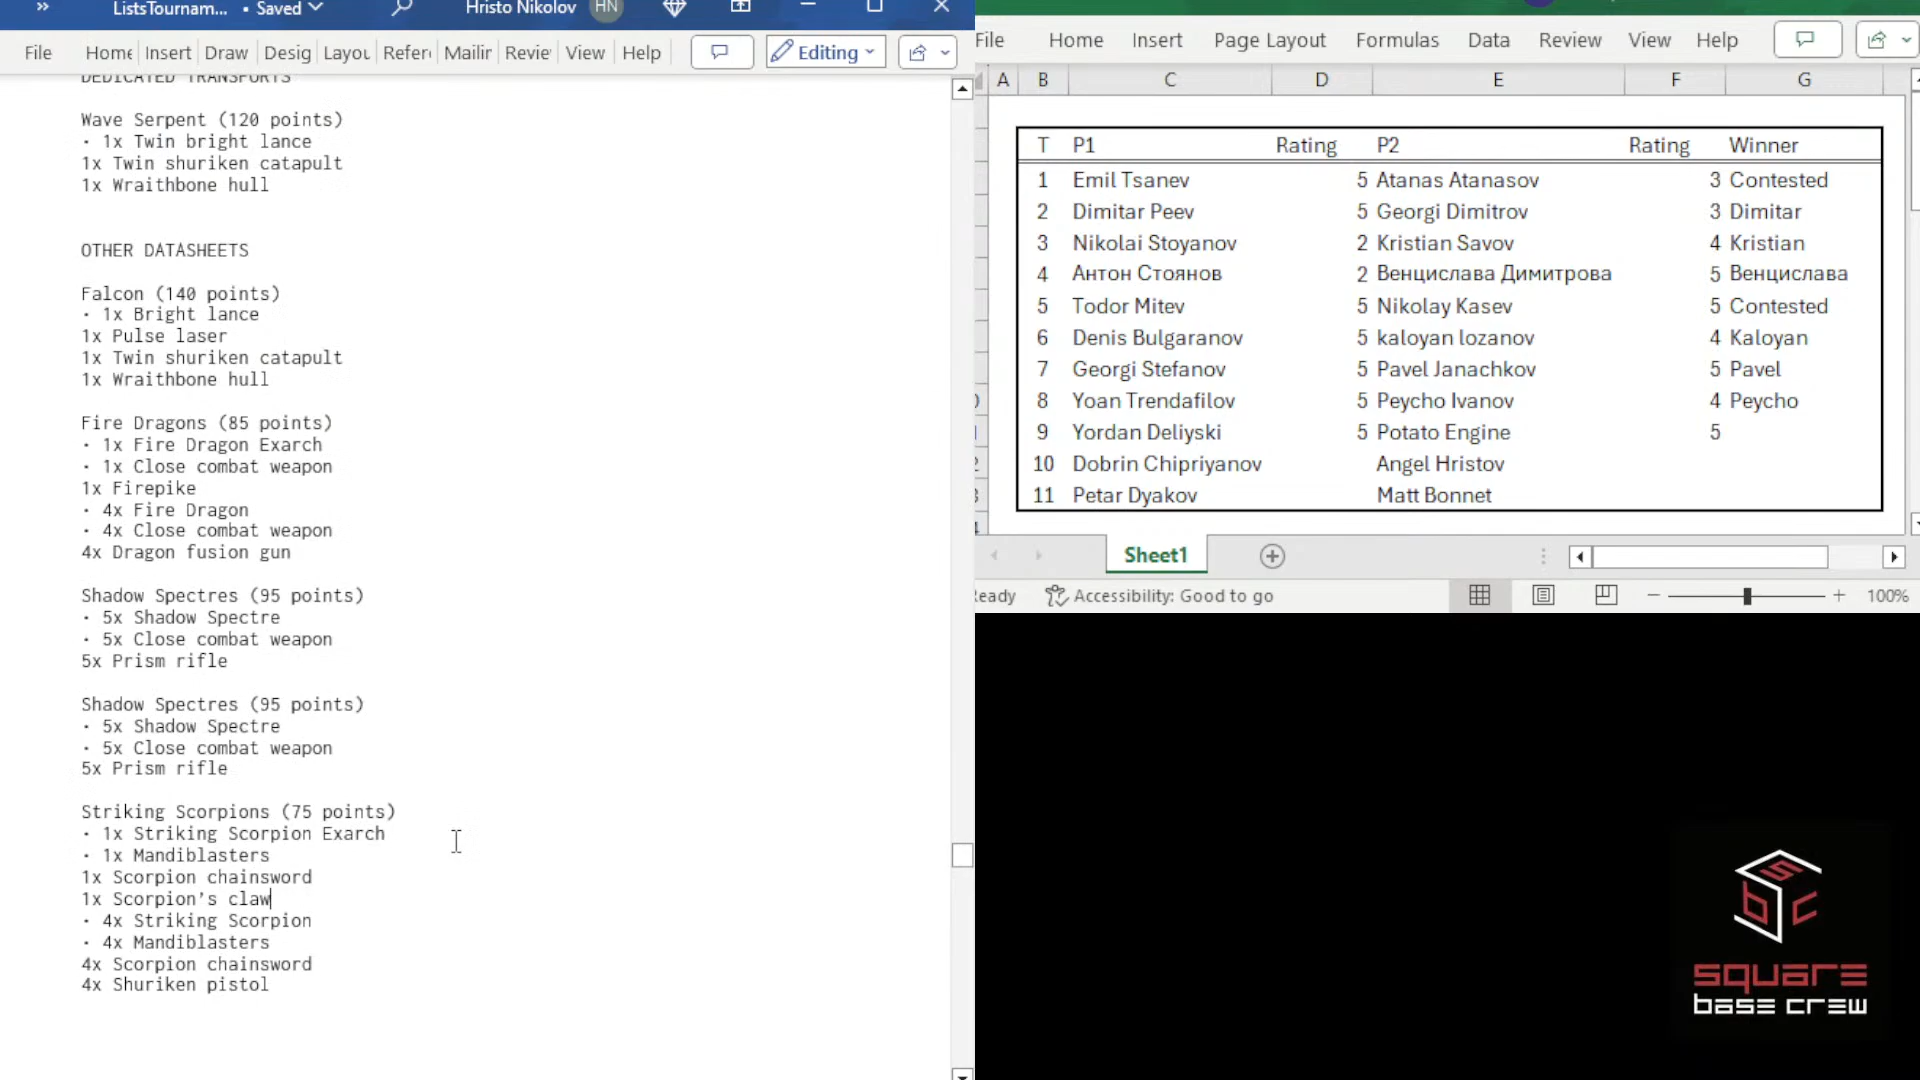 ListsTournam... • Saved
Hristo Nikolov HN
File Home Insert Draw Desig Layou Refer Mailin Revie View Help Editing
DEDICATED TRANSPORTS
Wave Serpent (120 points)
• 1x Twin bright lance
1x Twin shuriken catapult
1x Wraithbone hull
OTHER DATASHEETS
Falcon (140 points)
• 1x Bright lance
1x Pulse laser
1x Twin shuriken catapult
1x Wraithbone hull
Fire Dragons (85 points)
• 1x Fire Dragon Exarch
• 1x Close combat weapon
1x Firepike
• 4x Fire Dragon
• 4x Close combat weapon
4x Dragon fusion gun
Shadow Spectres (95 points)
• 5x Shadow Spectre
• 5x Close combat weapon
5x Prism rifle
Shadow Spectres (95 points)
• 5x Shadow Spectre
• 5x Close combat weapon
5x Prism rifle
Striking Scorpions (75 points)
• 1x Striking Scorpion Exarch
• 1x Mandiblasters
1x Scorpion chainsword
1x Scorpion’s claw
• 4x Striking Scorpion
• 4x Mandiblasters
4x Scorpion chainsword
4x Shuriken pistol
File Home Insert Page Layout Formulas Data Review View Help
A B C D E F G
T P1 Rating P2 Rating Winner
1 Emil Tsanev 5 Atanas Atanasov 3 Contested
2 Dimitar Peev 5 Georgi Dimitrov 3 Dimitar
3 Nikolai Stoyanov 2 Kristian Savov 4 Kristian
4 Антон Стоянов 2 Венцислава Димитрова 5 Венцислава
5 Todor Mitev 5 Nikolay Kasev 5 Contested
6 Denis Bulgaranov 5 kaloyan lozanov 4 Kaloyan
7 Georgi Stefanov 5 Pavel Janachkov 5 Pavel
8 Yoan Trendafilov 5 Peycho Ivanov 4 Peycho
9 Yordan Deliyski 5 Potato Engine 5
10 Dobrin Chipriyanov Angel Hristov
11 Petar Dyakov Matt Bonnet
Sheet1
eady Accessibility: Good to go 100%
sbc
square
base crew